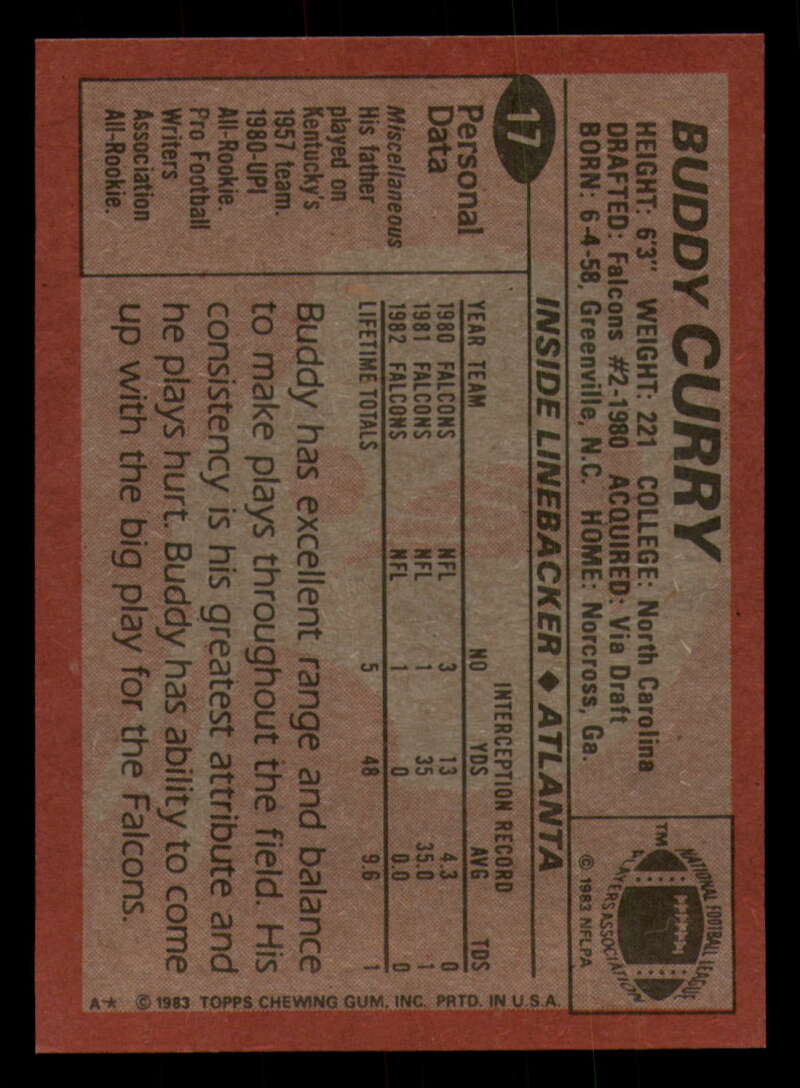 17
BUDDY CURRY
HEIGHT: 6'3" WEIGHT: 221 COLLEGE: North Carolina
DRAFTED: Falcons #2-1980 ACQUIRED: Via Draft
BORN: 6-4-58, Greenville, N.C. HOME: Norcross, Ga.
TM
NATIONAL FOOTBALL LEAGUE
PLAYERS ASSOCIATION
© 1983 NFLPA
INSIDE LINEBACKER ♦ ATLANTA
Personal
Data
Miscellaneous
His father
played on
Kentucky's
1957 team.
1980-UPI
All-Rookie.
Pro Football
Writers
Association
All-Rookie.
INTERCEPTION RECORD
YEAR TEAM NO YDS AVG TDS
1980 FALCONS NFL 3 13 4.3 0
1981 FALCONS NFL 1 35 35.0 1
1982 FALCONS NFL 1 0 0.0 0
LIFETIME TOTALS 5 48 9.6 1
Buddy has excellent range and balance
to make plays throughout the field. His
consistency is his greatest attribute and
he plays hurt. Buddy has ability to come
up with the big play for the Falcons.
A* © 1983 TOPPS CHEWING GUM, INC. PRTD. IN U.S.A.